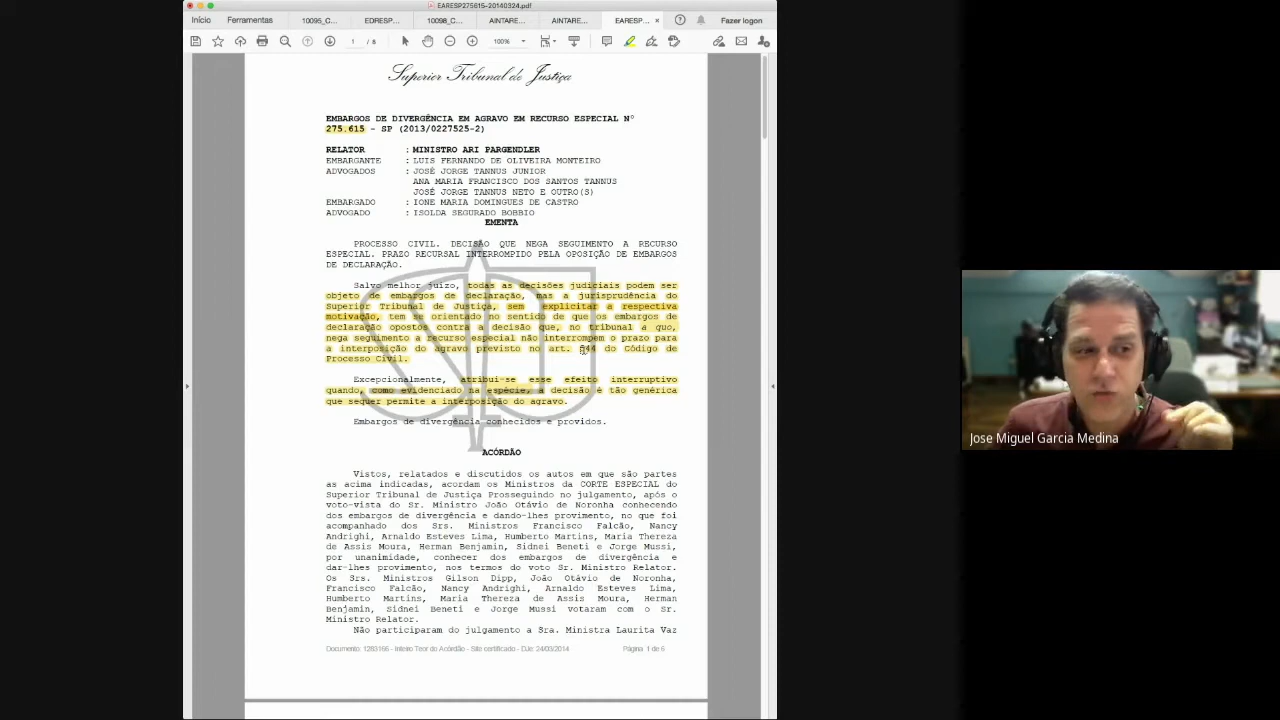 EARESP275615-20140324.pdf
Início Ferramentas 10095_C... EDRESP... 10098_C... AINTARE... AINTARE... EARESP... × Fazer logon
1 / 8 100%
Superior Tribunal de Justiça
EMBARGOS DE DIVERGÊNCIA EM AGRAVO EM RECURSO ESPECIAL Nº
275.615 - SP (2013/0227525-2)
RELATOR : MINISTRO ARI PARGENDLER
EMBARGANTE : LUIS FERNANDO DE OLIVEIRA MONTEIRO
ADVOGADOS : JOSÉ JORGE TANNUS JUNIOR
ANA MARIA FRANCISCO DOS SANTOS TANNUS
JOSÉ JORGE TANNUS NETO E OUTRO(S)
EMBARGADO : IONE MARIA DOMINGUES DE CASTRO
ADVOGADO : ISOLDA SEGURADO BOBBIO
EMENTA
PROCESSO CIVIL. DECISÃO QUE NEGA SEGUIMENTO A RECURSO
ESPECIAL. PRAZO RECURSAL INTERROMPIDO PELA OPOSIÇÃO DE EMBARGOS
DE DECLARAÇÃO.
Salvo melhor juízo, todas as decisões judiciais podem ser
objeto de embargos de declaração, mas a jurisprudência do
Superior Tribunal de Justiça, sem explicitar a respectiva
motivação, tem se orientado no sentido de que os embargos de
declaração opostos contra a decisão que, no tribunal a quo,
nega seguimento a recurso especial não interrompem o prazo para
a interposição do agravo previsto no art. 544 do Código de
Processo Civil.
Excepcionalmente, atribui-se esse efeito interruptivo
quando, como evidenciado na espécie, a decisão é tão genérica
que sequer permite a interposição do agravo.
Embargos de divergência conhecidos e providos.
ACÓRDÃO
Vistos, relatados e discutidos os autos em que são partes
as acima indicadas, acordam os Ministros da CORTE ESPECIAL do
Superior Tribunal de Justiça Prosseguindo no julgamento, após o
voto-vista do Sr. Ministro João Otávio de Noronha conhecendo
dos embargos de divergência e dando-lhes provimento, no que foi
acompanhado dos Srs. Ministros Francisco Falcão, Nancy
Andrighi, Arnaldo Esteves Lima, Humberto Martins, Maria Thereza
de Assis Moura, Herman Benjamin, Sidnei Beneti e Jorge Mussi,
por unanimidade, conhecer dos embargos de divergência e
dar-lhes provimento, nos termos do voto Sr. Ministro Relator.
Os Srs. Ministros Gilson Dipp, João Otávio de Noronha,
Francisco Falcão, Nancy Andrighi, Arnaldo Esteves Lima,
Humberto Martins, Maria Thereza de Assis Moura, Herman
Benjamin, Sidnei Beneti e Jorge Mussi votaram com o Sr.
Ministro Relator.
Não participaram do julgamento a Sra. Ministra Laurita Vaz
Documento: 1283166 - Inteiro Teor do Acórdão - Site certificado - DJe: 24/03/2014 Página 1 de 6
Jose Miguel Garcia Medina